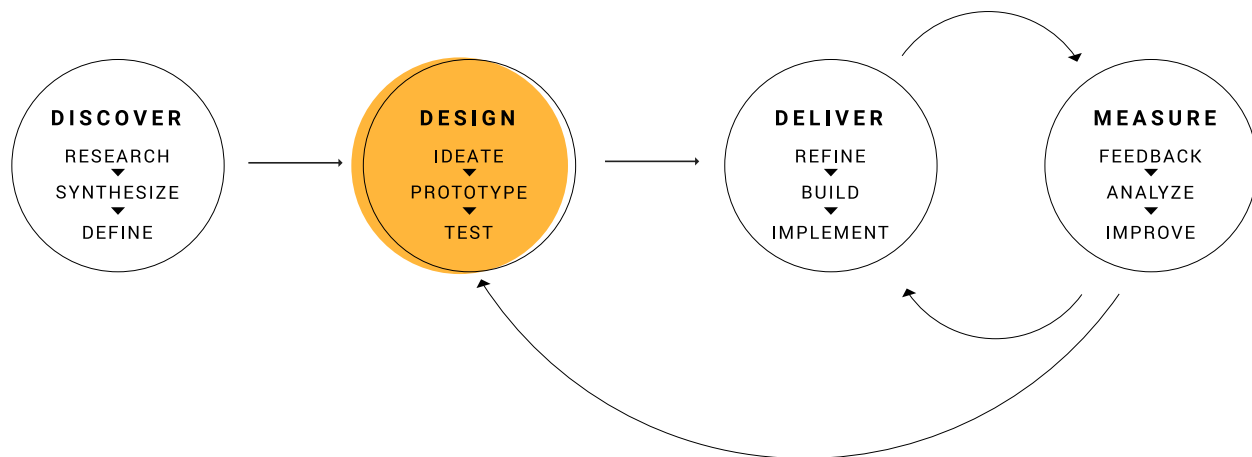 DISCOVER
RESEARCH
SYNTHESIZE
DEFINE
DESIGN
IDEATE
PROTOTYPE
TEST
DELIVER
REFINE
BUILD
IMPLEMENT
MEASURE
FEEDBACK
ANALYZE
IMPROVE